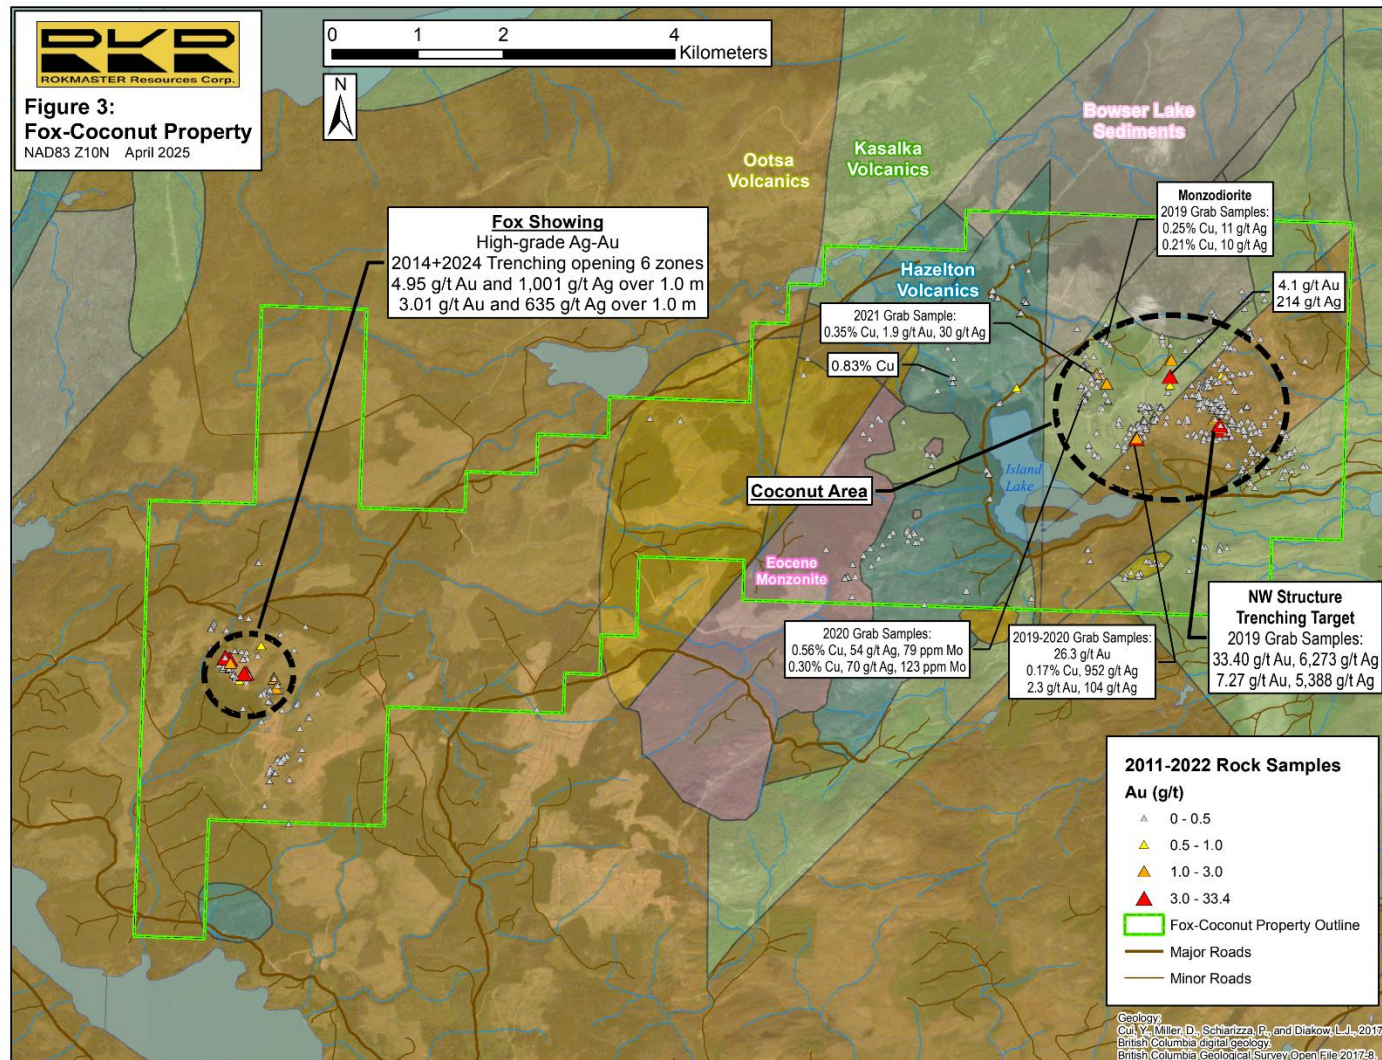 RKR
ROKMASTER Resources Corp.
Figure 3:
Fox-Coconut Property
NAD83 Z10N April 2025
0 1 2 4
Kilometers
N
Bowser Lake
Sediments
Kasalka
Volcanics
Ootsa
Volcanics
Monzodiorite
2019 Grab Samples:
0.25% Cu, 11 g/t Ag
0.21% Cu, 10 g/t Ag
Fox Showing
High-grade Ag-Au
2014+2024 Trenching opening 6 zones
4.95 g/t Au and 1,001 g/t Ag over 1.0 m
3.01 g/t Au and 635 g/t Ag over 1.0 m
Hazelton
Volcanics
4.1 g/t Au
214 g/t Ag
2021 Grab Sample:
0.35% Cu, 1.9 g/t Au, 30 g/t Ag
0.83% Cu
Coconut Area
Island
Lake
Eocene
Monzonite
2020 Grab Samples:
0.56% Cu, 54 g/t Ag, 79 ppm Mo
0.30% Cu, 70 g/t Ag, 123 ppm Mo
2019-2020 Grab Samples:
26.3 g/t Au
0.17% Cu, 952 g/t Ag
2.3 g/t Au, 104 g/t Ag
NW Structure
Trenching Target
2019 Grab Samples:
33.40 g/t Au, 6,273 g/t Ag
7.27 g/t Au, 5,388 g/t Ag
2011-2022 Rock Samples
Au (g/t)
0 - 0.5
0.5 - 1.0
1.0 - 3.0
3.0 - 33.4
Fox-Coconut Property Outline
Major Roads
Minor Roads
Geology:
Cui, Y., Miller, D., Schiarizza, P., and Diakow, L.J., 2017
British Columbia digital geology.
British Columbia Geological Survey Open File 2017-8.